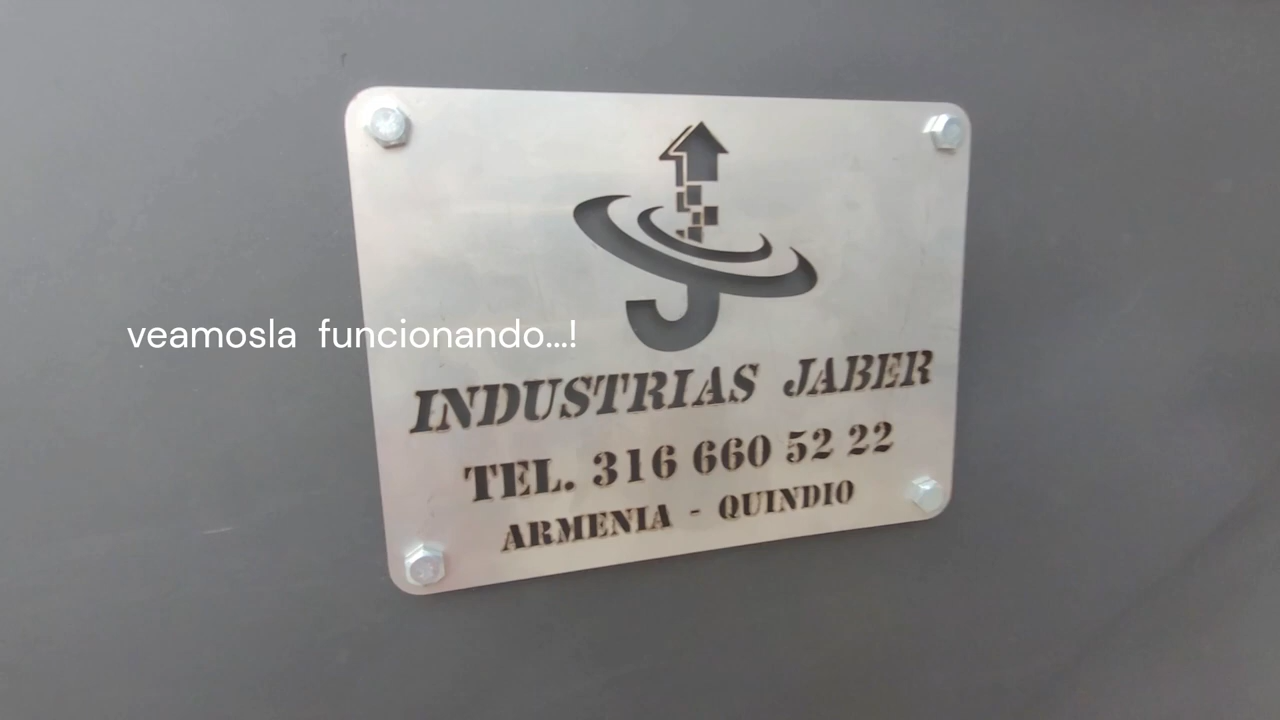 veamosla funcionando...!
INDUSTRIAS JABER
TEL. 316 660 52 22
ARMENIA - QUINDIO